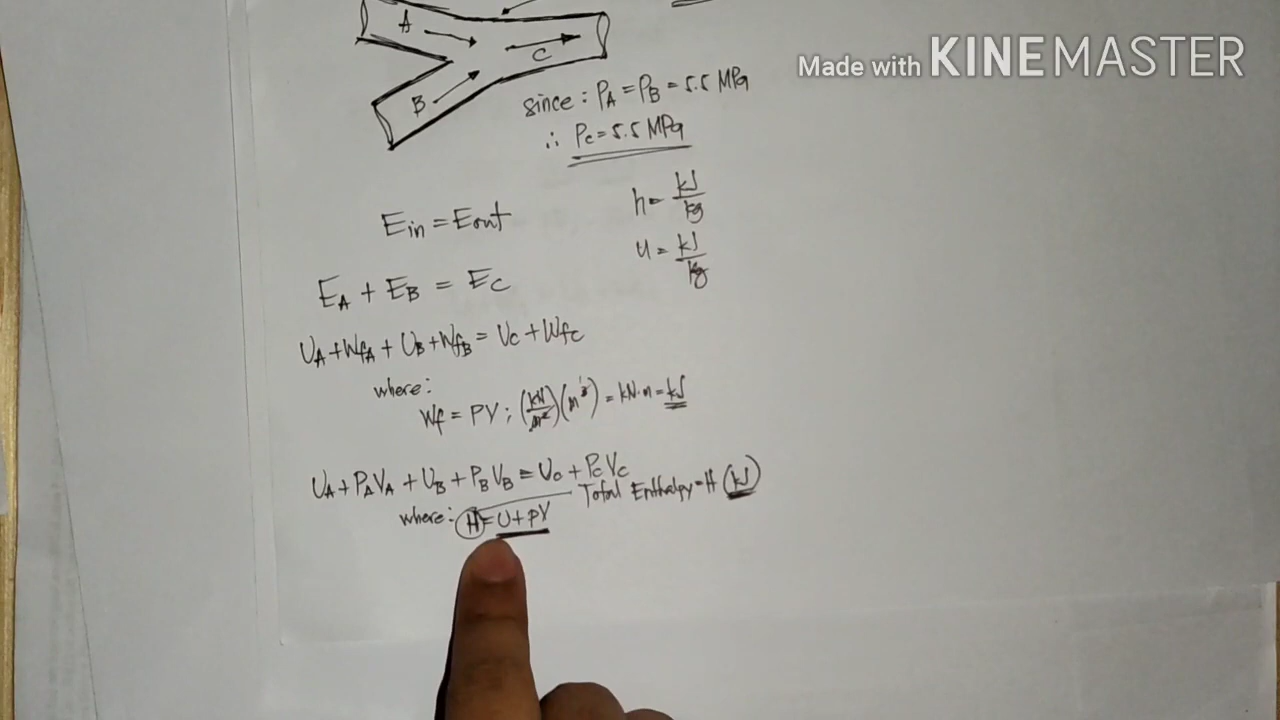 Made with KINEMASTER
A
C
B
since: PA = PB = 5.5 MPa
∴ PC = 5.5 MPa
h = kJ/kg
Ein = Eout
u = kJ/kg
EA + EB = EC
UA + WfA + UB + WfB = UC + WfC
where:
Wf = PV ; (kN/m²)(m³) = kN·m = kJ
UA + PAVA + UB + PBVB = UC + PCVC
Total Enthalpy = H (kJ)
where: H = U + PV